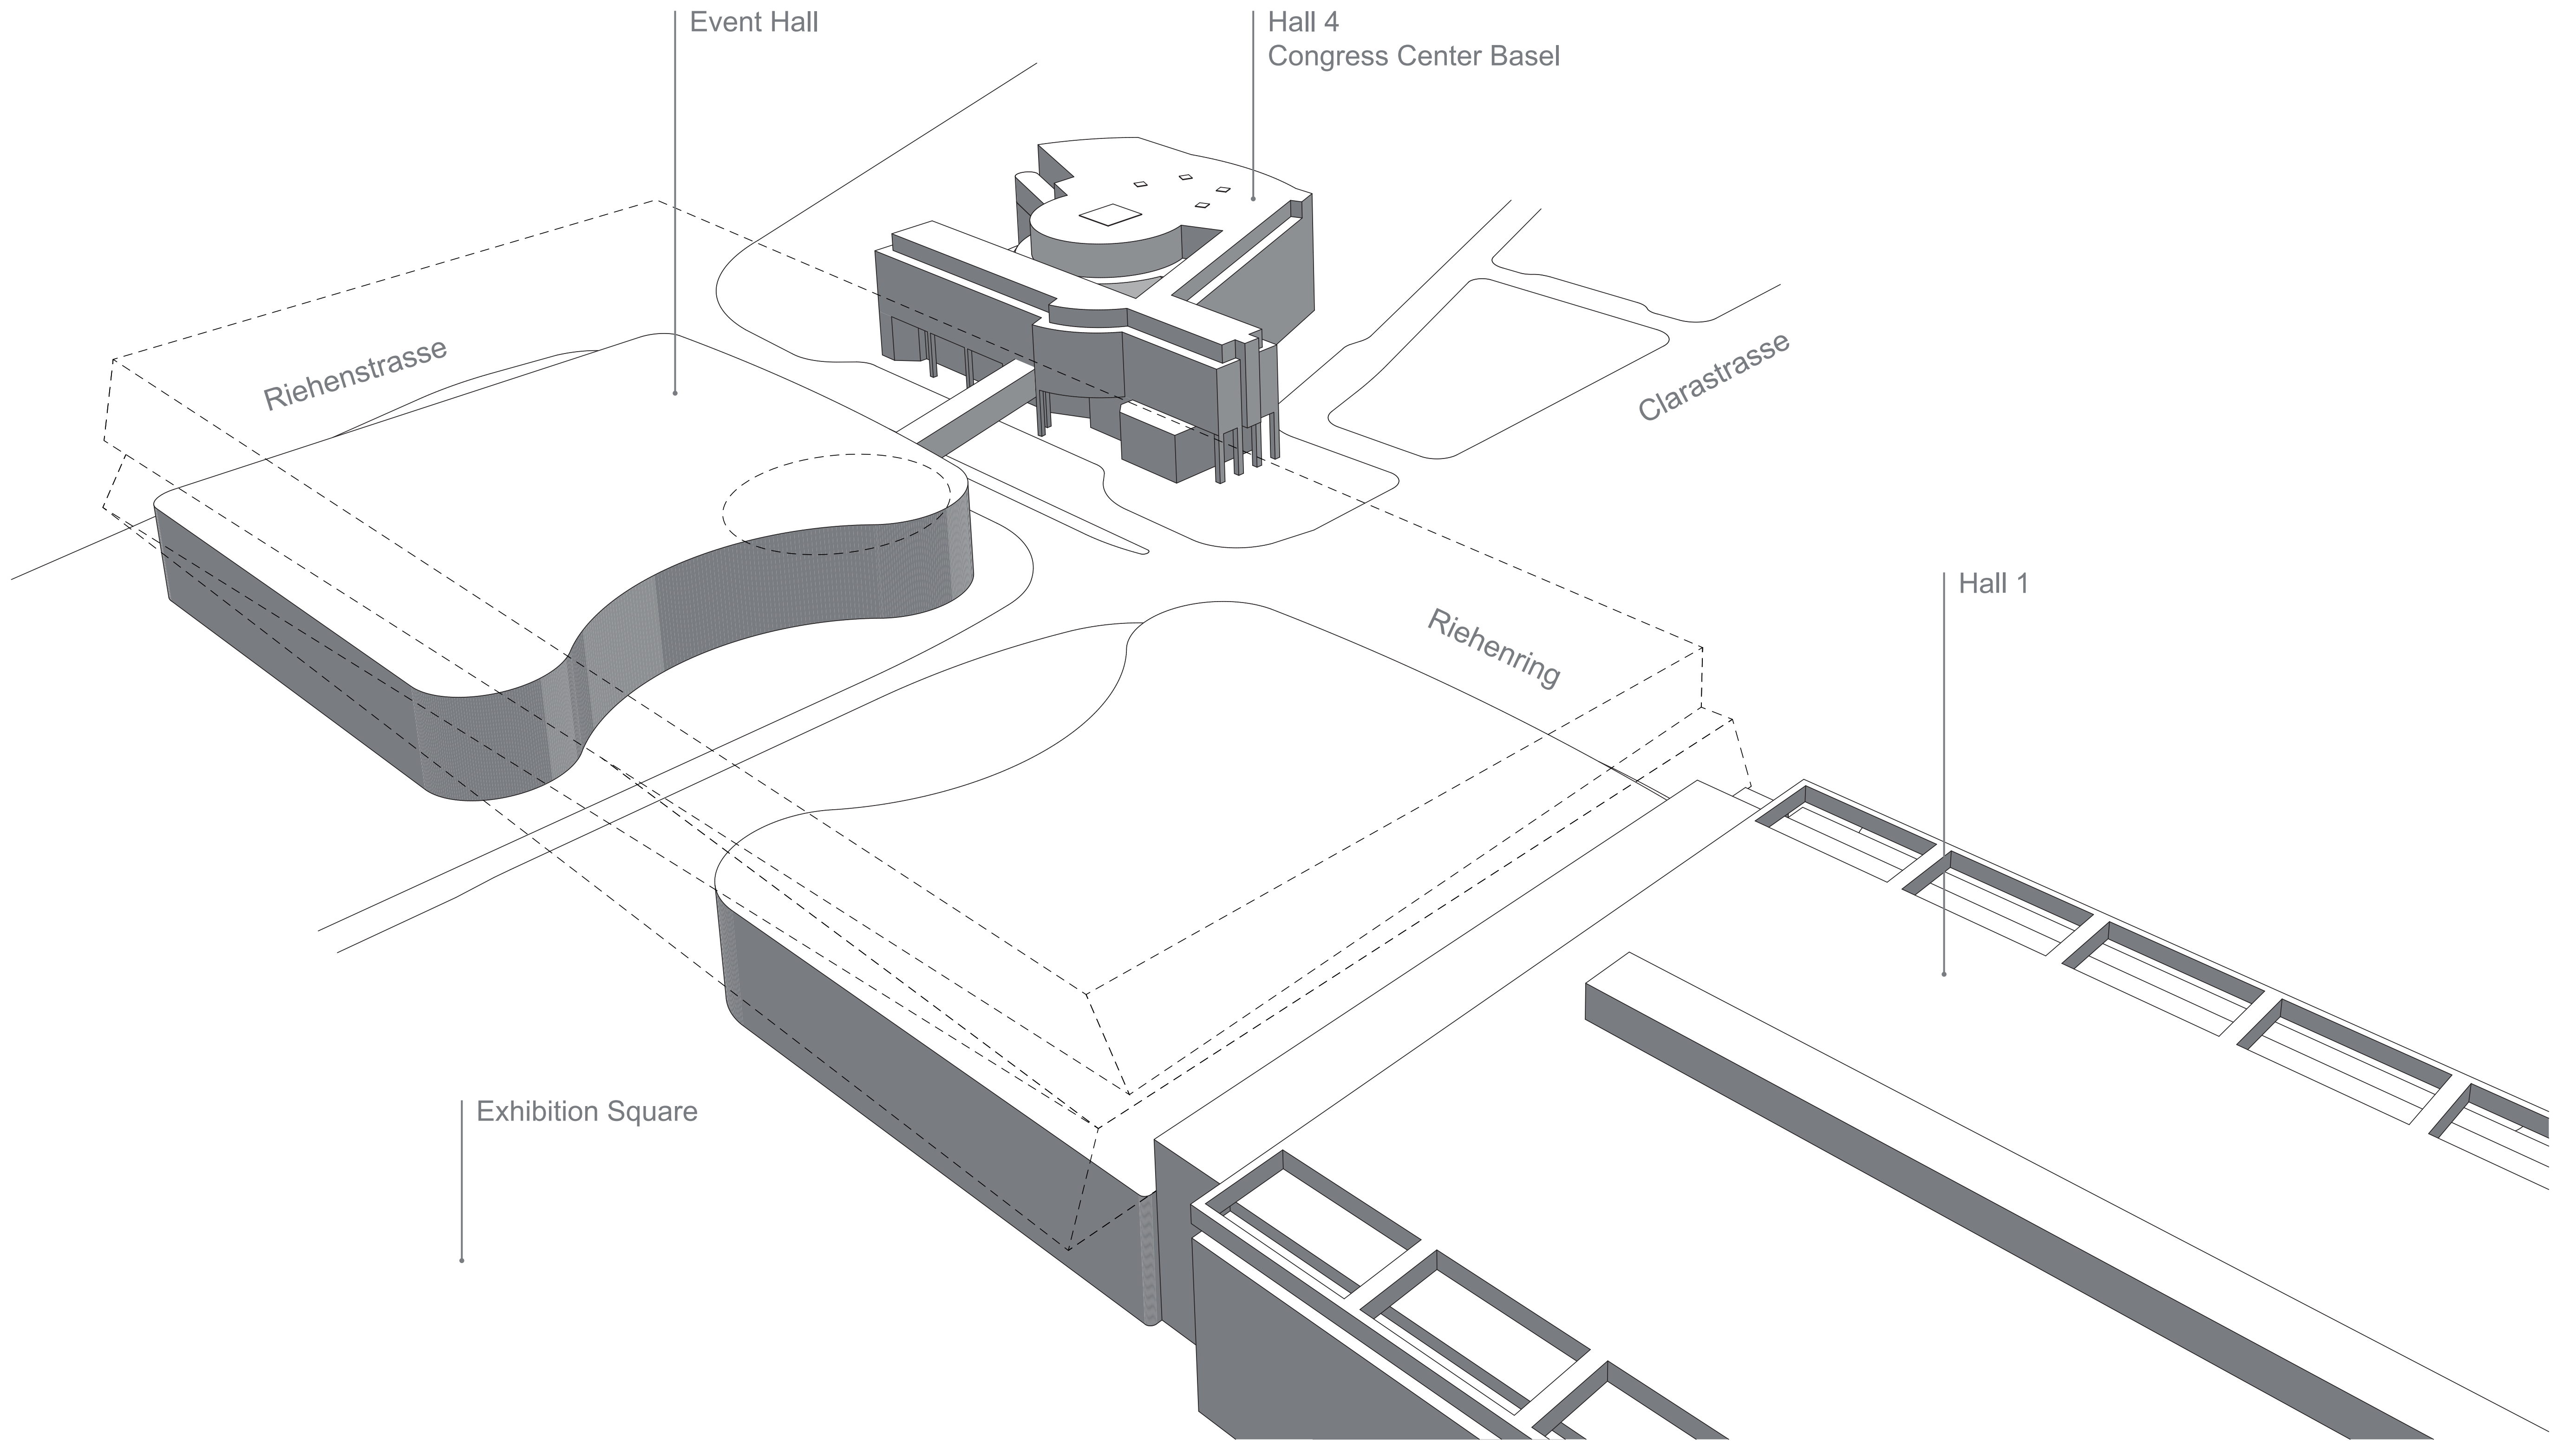 Event Hall
Hall 4
Congress Center Basel
Riehenstrasse
Clarastrasse
Hall 1
Riehenring
Exhibition Square